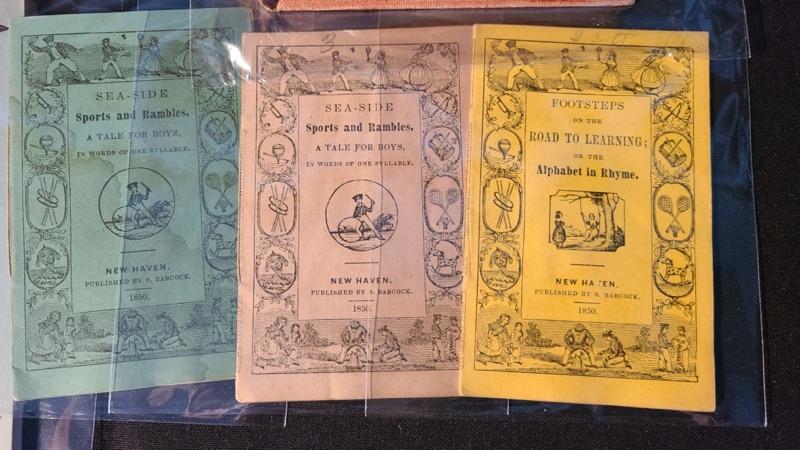 SEA-SIDE
Sports and Rambles.
A TALE FOR BOYS,
IN WORDS OF ONE SYLLABLE.
NEW HAVEN.
PUBLISHED BY S. BABCOCK.
1850.
3
SEA-SIDE
Sports and Rambles.
A TALE FOR BOYS,
IN WORDS OF ONE SYLLABLE.
NEW HAVEN.
PUBLISHED BY S. BABCOCK.
1850.
FOOTSTEPS
ON THE
ROAD TO LEARNING;
OR THE
Alphabet in Rhyme.
NEW HAVEN.
PUBLISHED BY S. BABCOCK.
1850.